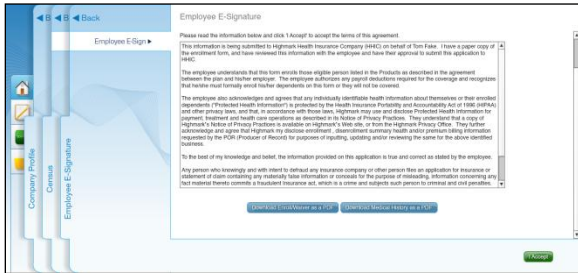 ◄ B
◄ B
◄ Back
Employee E-Signature
Employee E-Sign ►
Please read the information below and click 'I Accept' to accept the terms of this agreement.
This information is being submitted to Highmark Health Insurance Company (HHIC) on behalf of Tom Fake. I have a paper copy of
the enrollment form, and have reviewed this information with the employee and have their approval to submit this application to
HHIC.
The employee understands that this form enrolls those eligible person listed in the Products as described in the agreement
between the plan and his/her employer. The employee authorizes any payroll deductions required for the coverage and recognizes
that he/she must formally enroll his/her dependents on this form or they will not be covered.
The employee also acknowledges and agrees that any individually identifiable health information about themselves or their enrolled
dependents ("Protected Health Information") is protected by the Health Insurance Portability and Accountability Act of 1996 (HIPAA)
and other privacy laws, and that, in accordance with those laws, Highmark may use and disclose Protected Health Information for
payment, treatment and health care operations as described in its Notice of Privacy Practices. They understand that a copy of
Highmark's Notice of Privacy Practices is available on Highmark's Web site, or from the Highmark Privacy Office. They further
acknowledge and agree that Highmark my disclose enrollment , disenrollment summary health and/or premium billing information
requested by the POR (Producer of Record) for purposes of inputting, updating and/or reviewing the same for the above identified
business.
To the best of my knowledge and belief, the information provided on this application is true and correct as stated by the employee.
Any person who knowingly and with intent to defraud any insurance company or other person files an application for insurance or
statement of claim containing any materially false information or conceals for the purpose of misleading, information concerning any
fact material thereto commits a fraudulent insurance act, which is a crime and subjects such person to criminal and civil penalties.
Company Profile
Census
Employee E-Signature
Download Enroll/Waiver as a PDF
Download Medical History as a PDF
I Accept